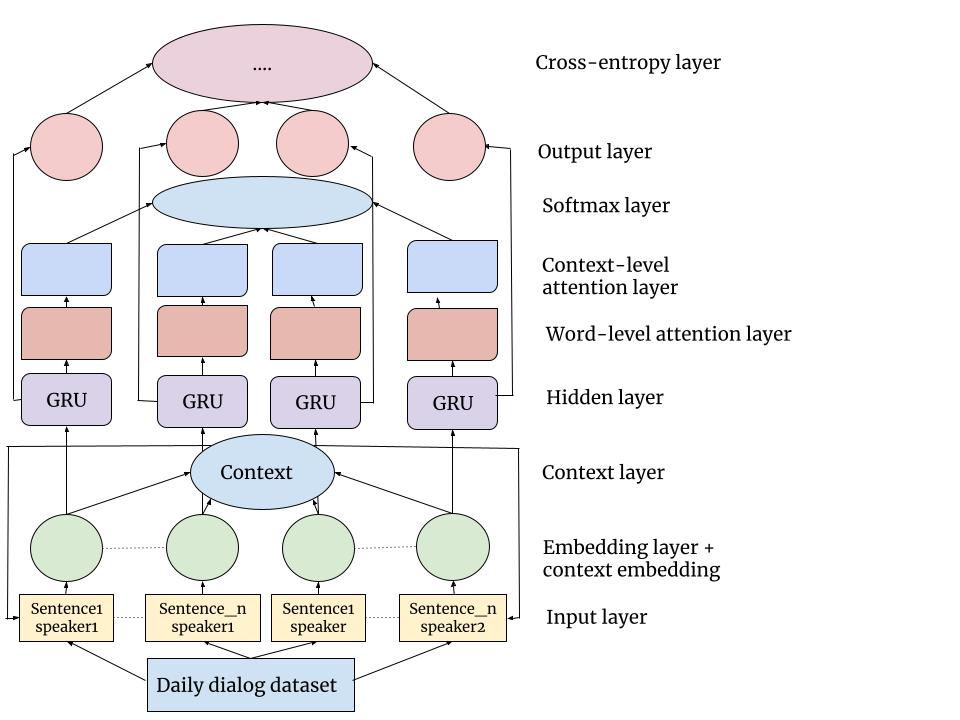 ....
Cross-entropy layer
Output layer
Softmax layer
Context-level
attention layer
Word-level attention layer
GRU
GRU
GRU
GRU
Hidden layer
Context
Context layer
Embedding layer +
context embedding
Sentence1
speaker1
Sentence_n
speaker1
Sentence1
speaker
Sentence_n
speaker2
Input layer
Daily dialog dataset